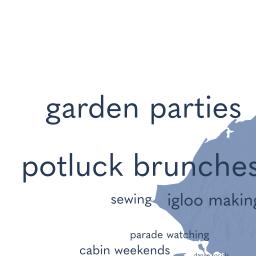 garden parties
potluck brunches
sewing igloo making
parade watching
cabin weekends